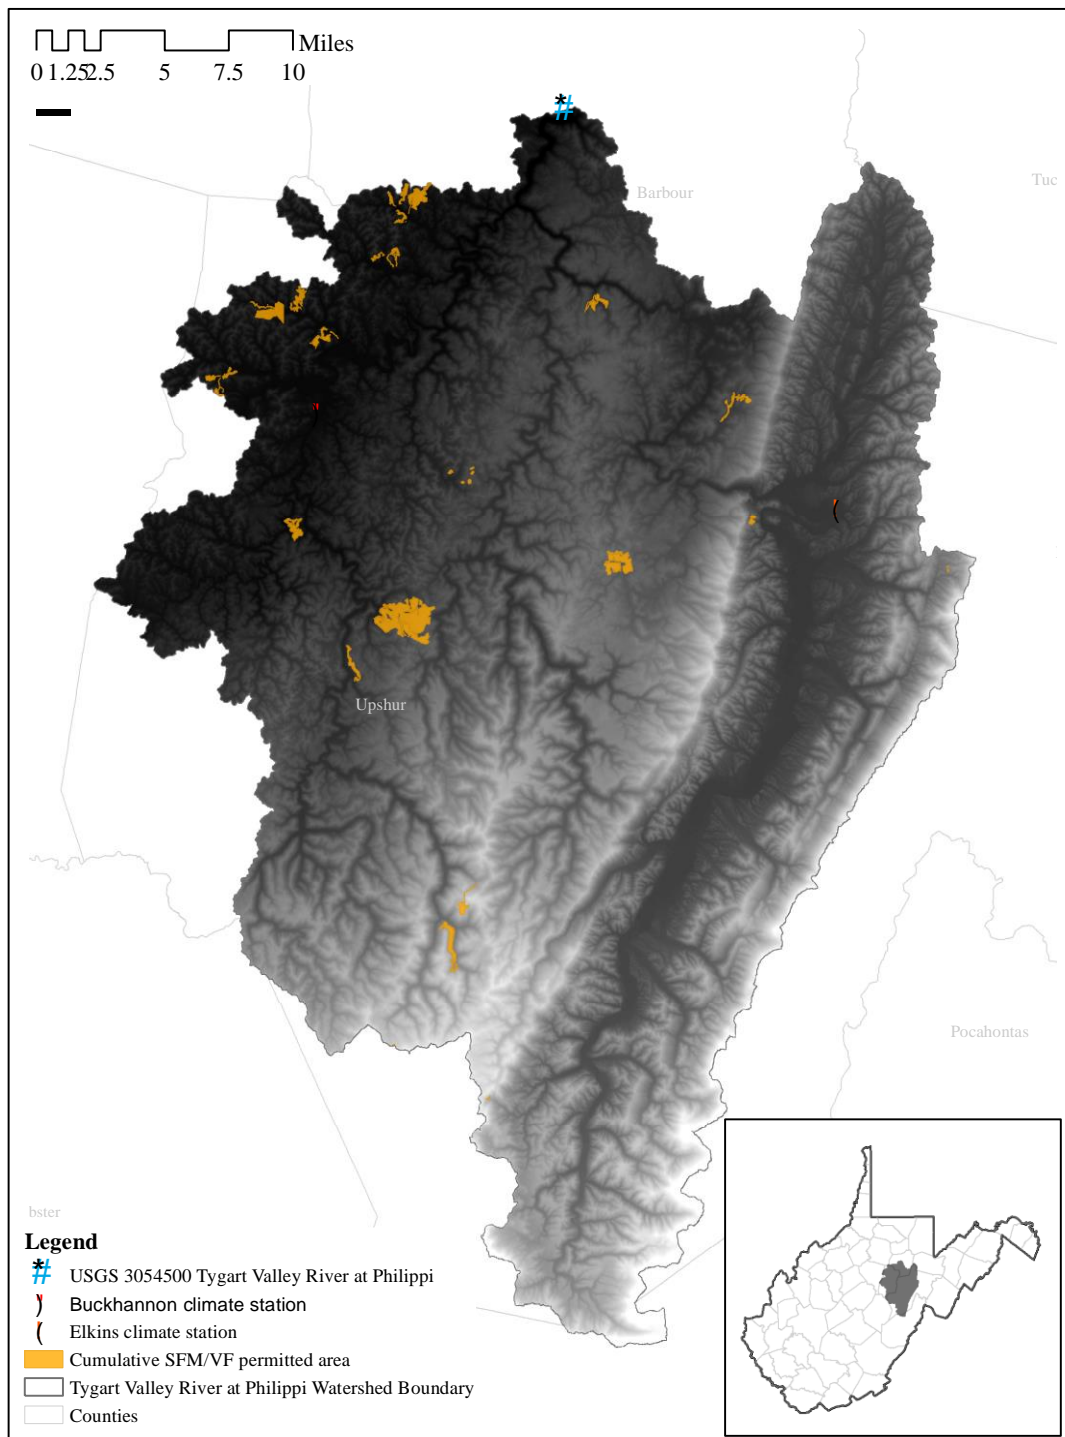 Miles
0 1.25 2.5 5 7.5 10
*
#
Barbour
Tuc
Upshur
Pocahontas
bster
Legend
*
# USGS 3054500 Tygart Valley River at Philippi
) Buckhannon climate station
( Elkins climate station
Cumulative SFM/VF permitted area
Tygart Valley River at Philippi Watershed Boundary
Counties